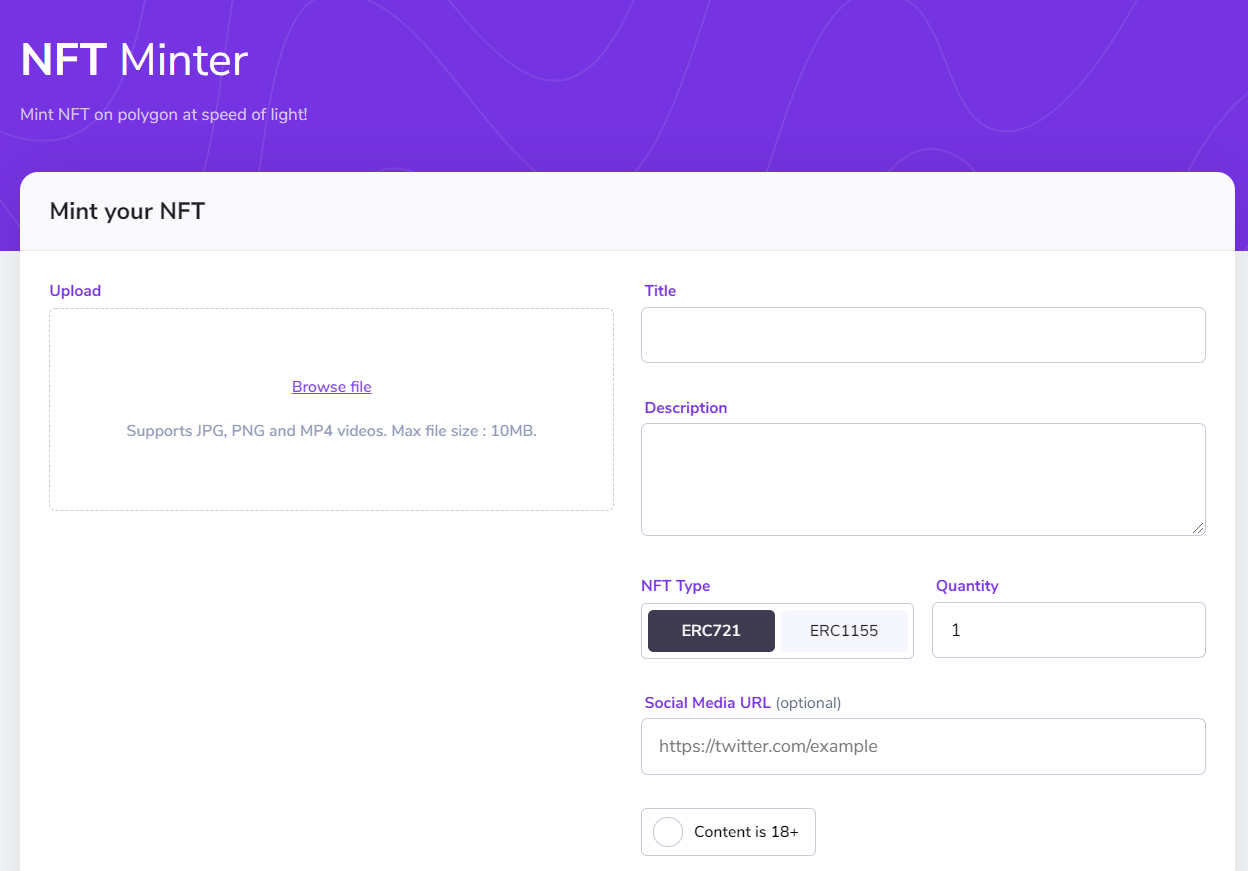 NFT Minter
Mint NFT on polygon at speed of light!
Mint your NFT
Upload
Browse file
Supports JPG, PNG and MP4 videos. Max file size : 10MB.
Title
Description
NFT Type
ERC721 ERC1155
Quantity
1
Social Media URL (optional)
https://twitter.com/example
Content is 18+